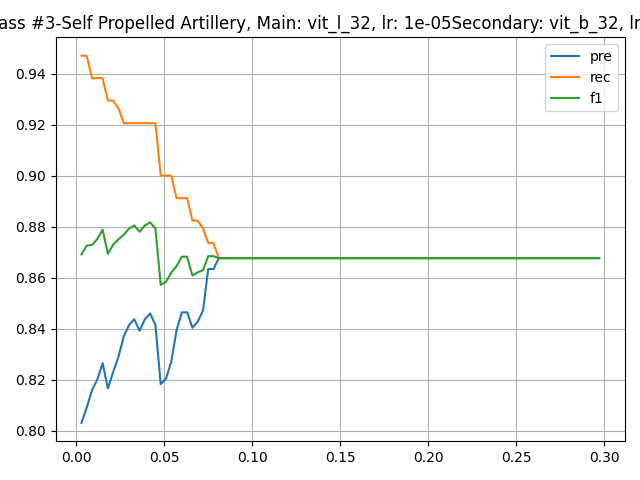 ass #3-Self Propelled Artillery, Main: vit_l_32, lr: 1e-05Secondary: vit_b_32, lr
pre
rec
f1
0.94
0.92
0.90
0.88
0.86
0.84
0.82
0.80
0.00 0.05 0.10 0.15 0.20 0.25 0.30